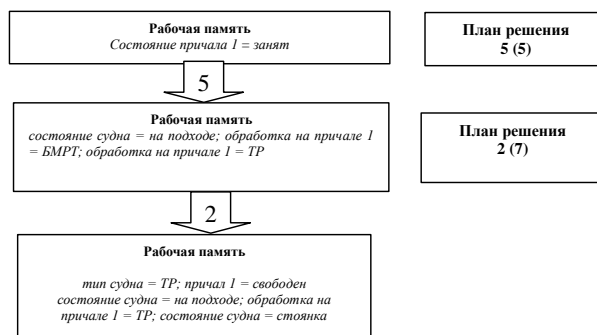 Рабочая память
Состояние причала 1 = занят
План решения
5 (5)
5
Рабочая память
состояние судна = на подходе; обработка на причале 1
= БМРТ; обработка на причале 1 = ТР
План решения
2 (7)
2
Рабочая память
тип судна = ТР; причал 1 = свободен
состояние судна = на подходе; обработка на
причале 1 = ТР; состояние судна = стоянка